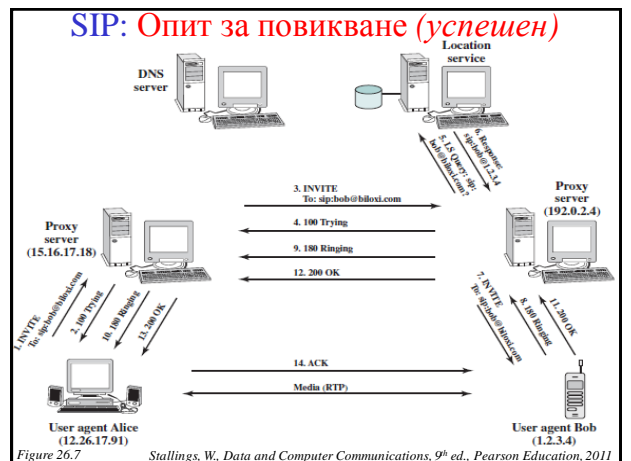 SIP: Опит за повикване (успешен)
DNS
server
Location
service
5. LS Query: sip:
bob@biloxi.com?
6. Response:
sip:bob@1.2.3.4
3. INVITE
To: sip:bob@biloxi.com
4. 100 Trying
9. 180 Ringing
12. 200 OK
Proxy
server
(15.16.17.18)
Proxy
server
(192.0.2.4)
1. INVITE
To: sip:bob@biloxi.com
2. 100 Trying
10. 180 Ringing
13. 200 OK
7. INVITE
To: sip:bob@biloxi.com
8. 180 Ringing
11. 200 OK
14. ACK
Media (RTP)
User agent Alice
(12.26.17.91)
User agent Bob
(1.2.3.4)
Figure 26.7
Stallings, W., Data and Computer Communications, 9th ed., Pearson Education, 2011